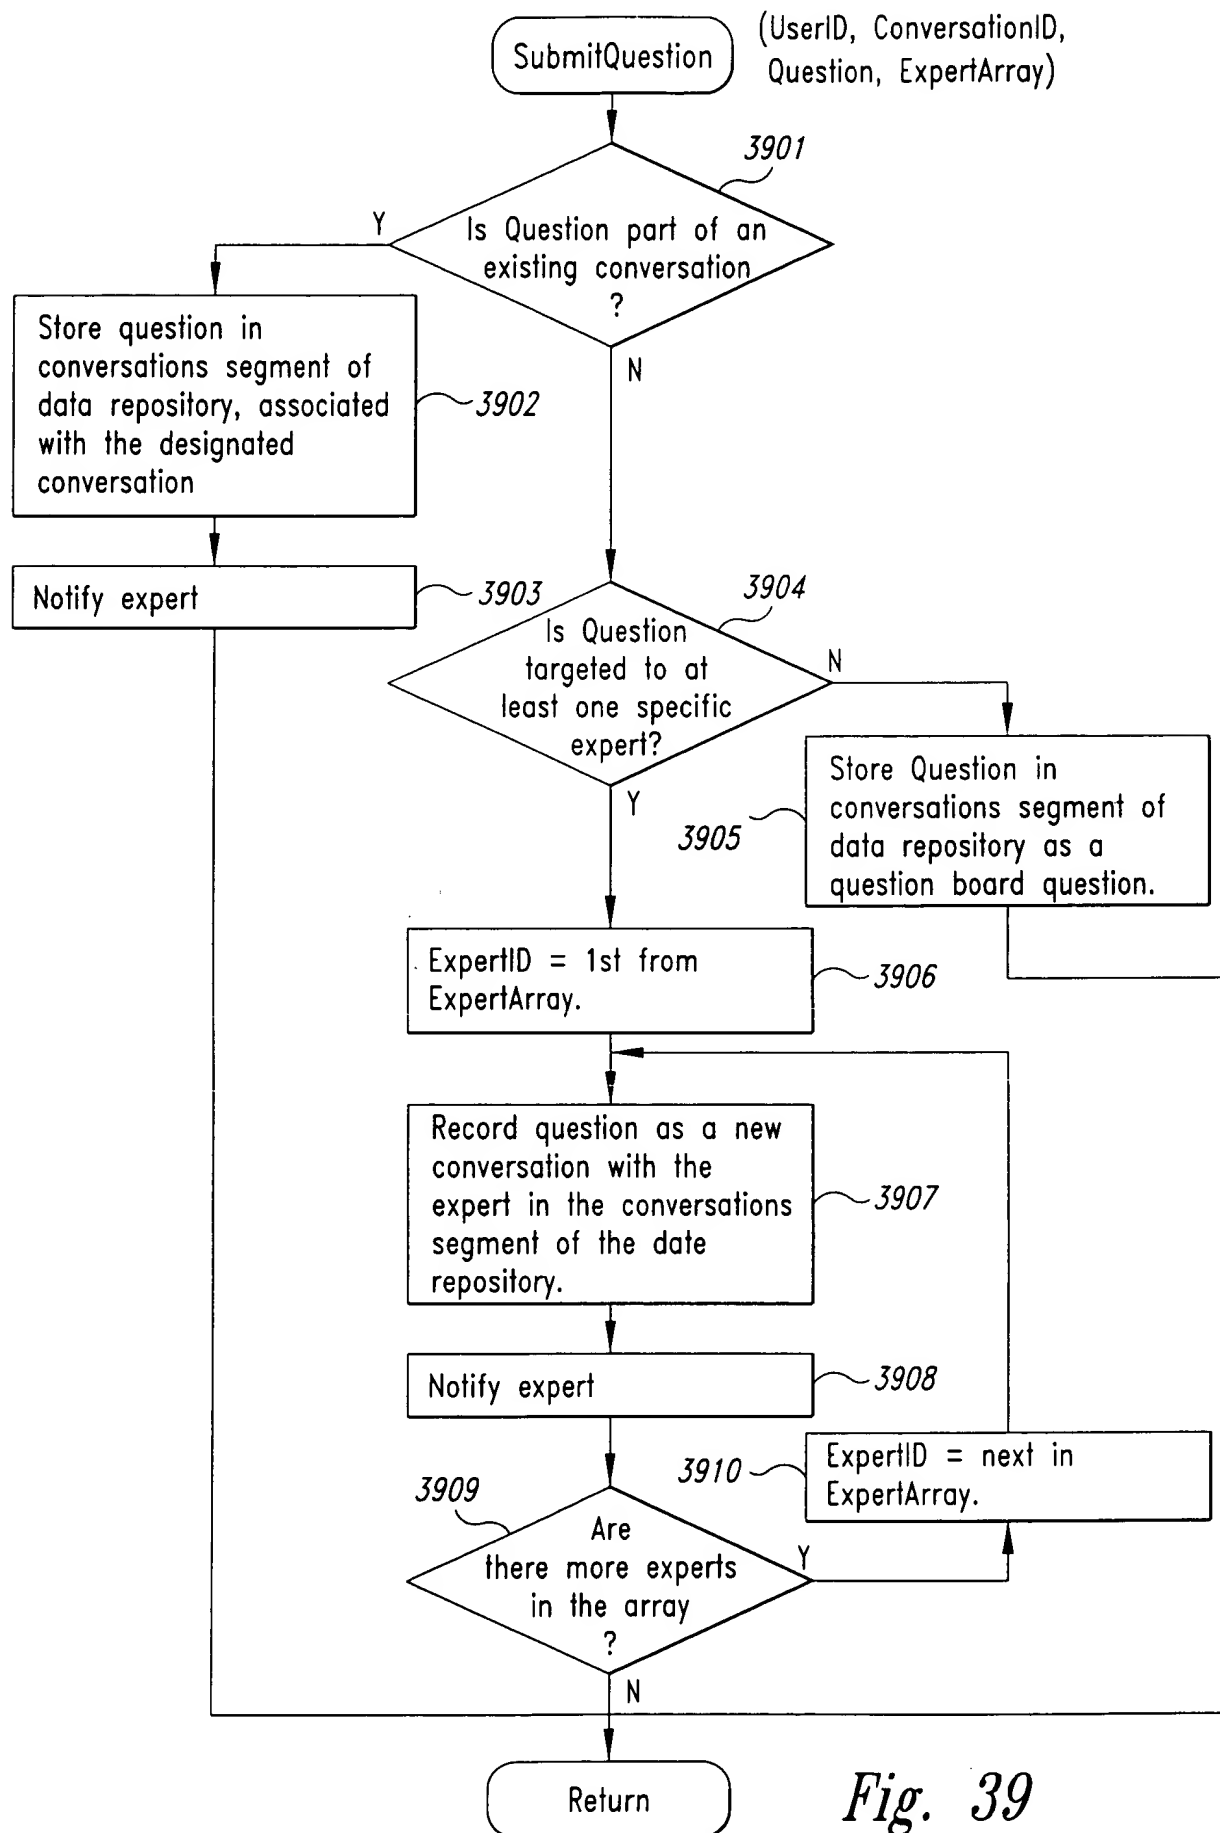 SubmitQuestion
(UserID, ConversationID,
Question, ExpertArray)
3901
Is Question part of an
existing conversation
?
Y
N
Store question in
conversations segment of
data repository, associated
with the designated
conversation
3902
Notify expert
3903
3904
Is Question
targeted to at
least one specific
expert?
N
Y
Store Question in
conversations segment of
data repository as a
question board question.
3905
ExpertID = 1st from
ExpertArray.
3906
Record question as a new
conversation with the
expert in the conversations
segment of the date
repository.
3907
Notify expert
3908
3910
ExpertID = next in
ExpertArray.
3909
Are
there more experts
in the array
?
Y
N
Return
Fig. 39